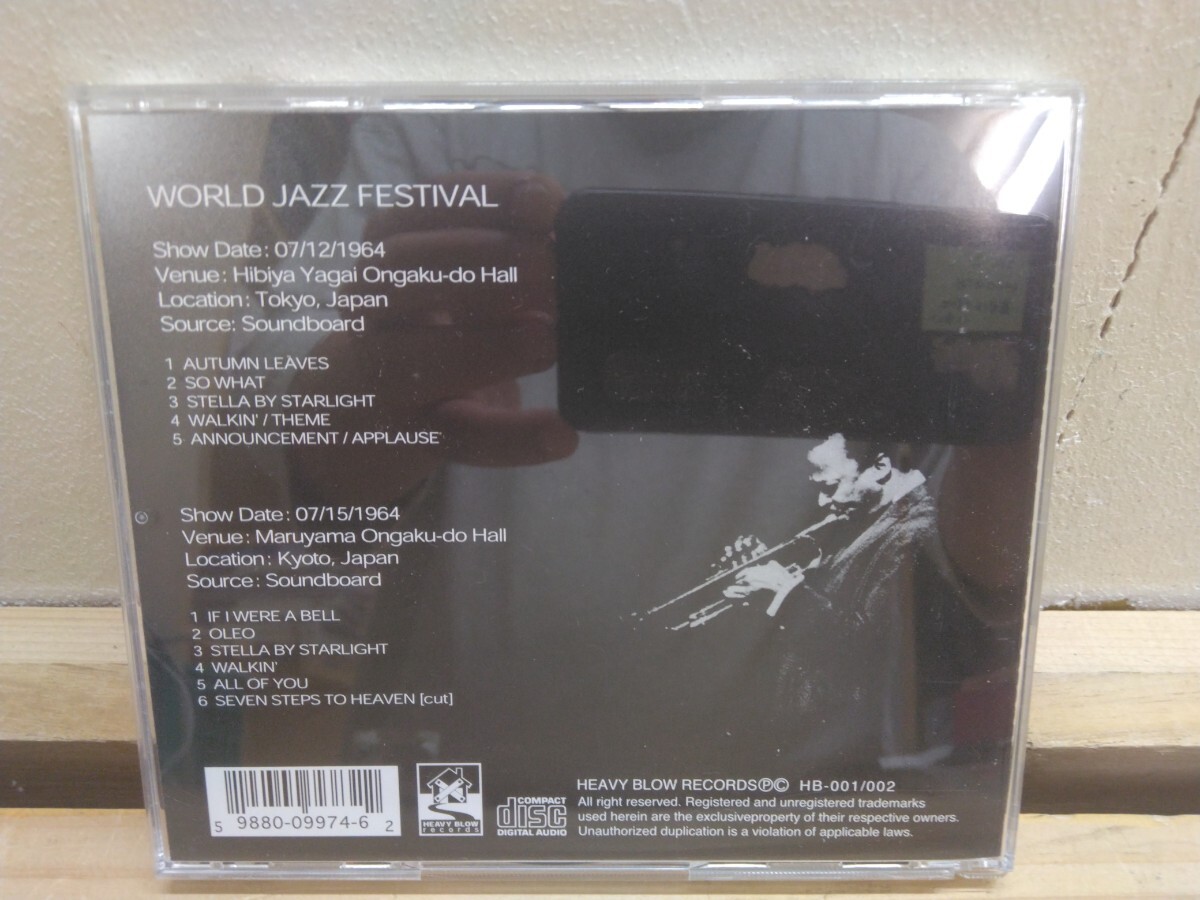 WORLD JAZZ FESTIVAL
Show Date: 07/12/1964
Venue: Hibiya Yagai Ongaku-do Hall
Location: Tokyo, Japan
Source: Soundboard
1 AUTUMN LEAVES
2 SO WHAT
3 STELLA BY STARLIGHT
4 WALKIN' / THEME
5 ANNOUNCEMENT / APPLAUSE
Show Date: 07/15/1964
Venue: Maruyama Ongaku-do Hall
Location: Kyoto, Japan
Source: Soundboard
1 IF I WERE A BELL
2 OLEO
3 STELLA BY STARLIGHT
4 WALKIN'
5 ALL OF YOU
6 SEVEN STEPS TO HEAVEN [cut]
5 9880-09974-6 2
HEAVY BLOW
records
COMPACT
disc
DIGITAL AUDIO
HEAVY BLOW RECORDS℗© HB-001/002
All right reserved. Registered and unregistered trademarks
used herein are the exclusiveproperty of their respective owners.
Unauthorized duplication is a violation of applicable laws.